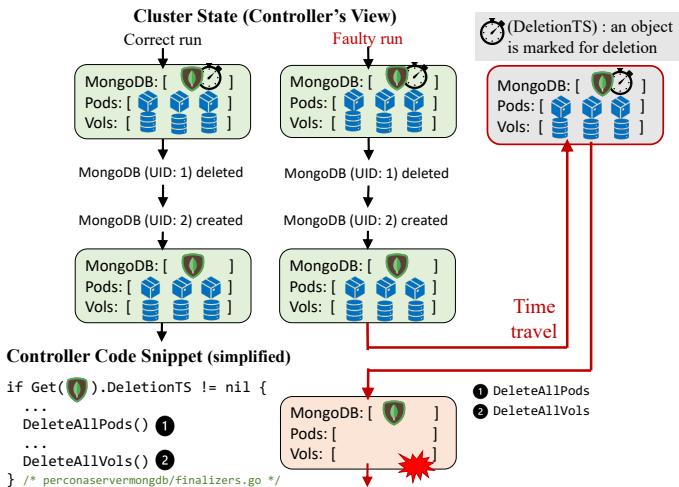 Cluster State (Controller's View)
Correct run
Faulty run
(DeletionTS) : an object
is marked for deletion
MongoDB: [ ]
Pods: [ ]
Vols: [ ]
MongoDB: [ ]
Pods: [ ]
Vols: [ ]
MongoDB: [ ]
Pods: [ ]
Vols: [ ]
MongoDB (UID: 1) deleted
MongoDB (UID: 1) deleted
MongoDB (UID: 2) created
MongoDB (UID: 2) created
MongoDB: [ ]
Pods: [ ]
Vols: [ ]
MongoDB: [ ]
Pods: [ ]
Vols: [ ]
Time
travel
Controller Code Snippet (simplified)
if Get( ).DeletionTS != nil {
...
DeleteAllPods() 1
...
DeleteAllVols() 2
} /* perconaservermongdb/finalizers.go */
MongoDB: [ ]
Pods: [ ]
Vols: [ ]
1 DeleteAllPods
2 DeleteAllVols